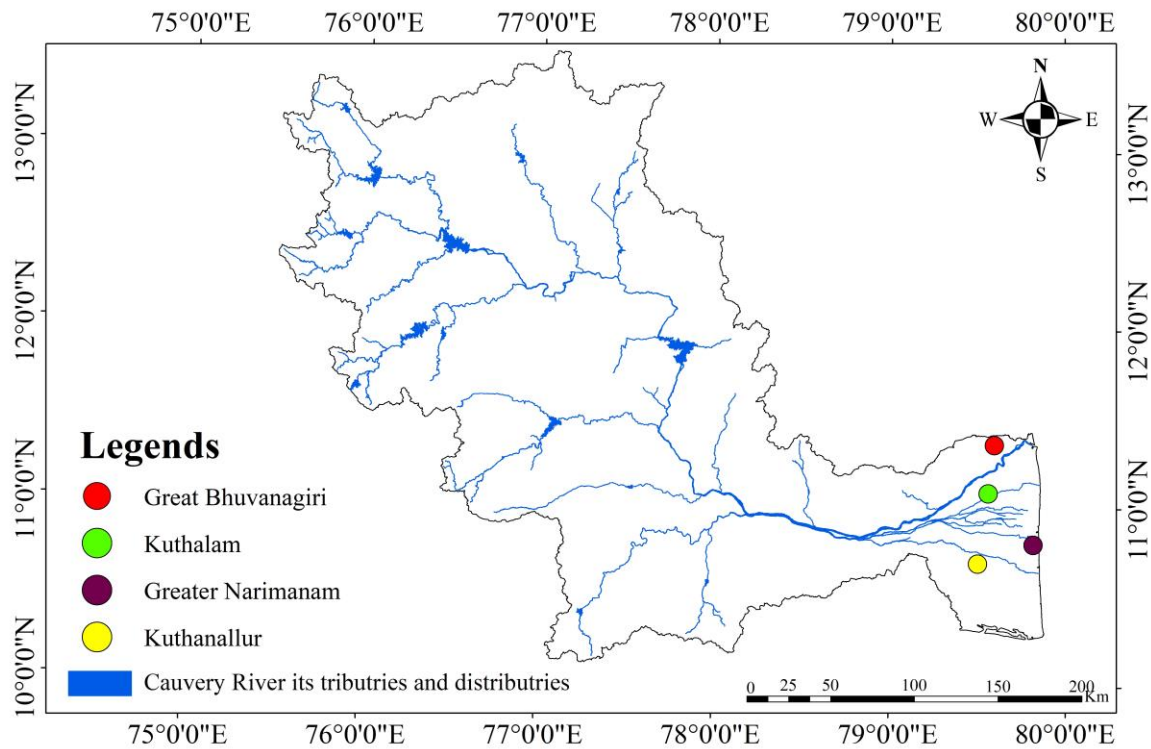 75°0'0"E 76°0'0"E 77°0'0"E 78°0'0"E 79°0'0"E 80°0'0"E
N
W E
S
13°0'0"N
13°0'0"N
12°0'0"N
12°0'0"N
11°0'0"N
11°0'0"N
10°0'0"N
Legends
Great Bhuvanagiri
Kuthalam
Greater Narimanam
Kuthanallur
Cauvery River its tributries and distributries
0 25 50 100 150 200
Km
75°0'0"E 76°0'0"E 77°0'0"E 78°0'0"E 79°0'0"E 80°0'0"E